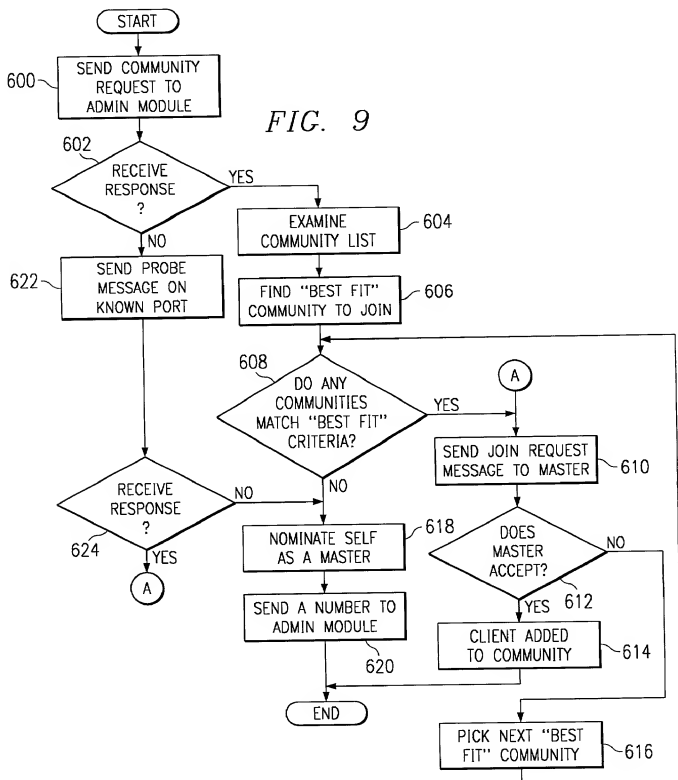 START
600
SEND COMMUNITY
REQUEST TO
ADMIN MODULE
FIG. 9
602
RECEIVE
RESPONSE
?
YES
NO
EXAMINE
COMMUNITY LIST
604
622
SEND PROBE
MESSAGE ON
KNOWN PORT
FIND "BEST FIT"
COMMUNITY TO JOIN
606
608
DO ANY
COMMUNITIES
MATCH "BEST FIT"
CRITERIA?
YES
NO
A
SEND JOIN REQUEST
MESSAGE TO MASTER
610
RECEIVE
RESPONSE
?
624
NO
YES
A
NOMINATE SELF
AS A MASTER
618
DOES
MASTER
ACCEPT?
NO
612
YES
SEND A NUMBER TO
ADMIN MODULE
620
CLIENT ADDED
TO COMMUNITY
614
END
PICK NEXT "BEST
FIT" COMMUNITY
616